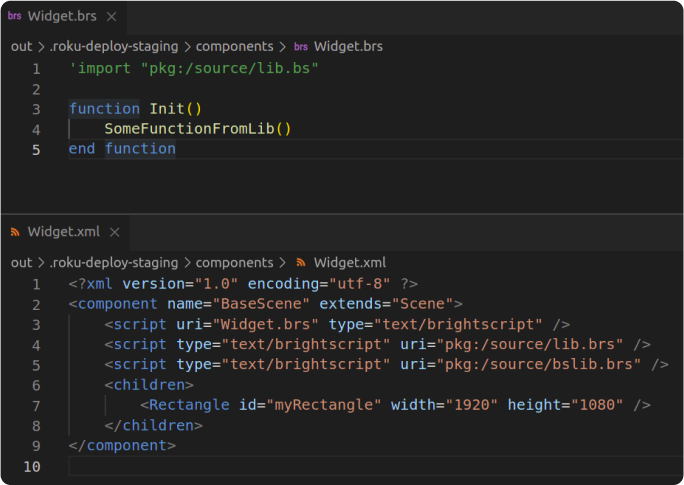 brs Widget.brs ×
out > .roku-deploy-staging > components > brs Widget.brs
1 'import "pkg:/source/lib.bs"
2
3 function Init()
4 SomeFunctionFromLib()
5 end function
Widget.xml ×
out > .roku-deploy-staging > components > Widget.xml
1 <?xml version="1.0" encoding="utf-8" ?>
2 <component name="BaseScene" extends="Scene">
3 <script uri="Widget.brs" type="text/brightscript" />
4 <script type="text/brightscript" uri="pkg:/source/lib.brs" />
5 <script type="text/brightscript" uri="pkg:/source/bslib.brs" />
6 <children>
7 <Rectangle id="myRectangle" width="1920" height="1080" />
8 </children>
9 </component>
10